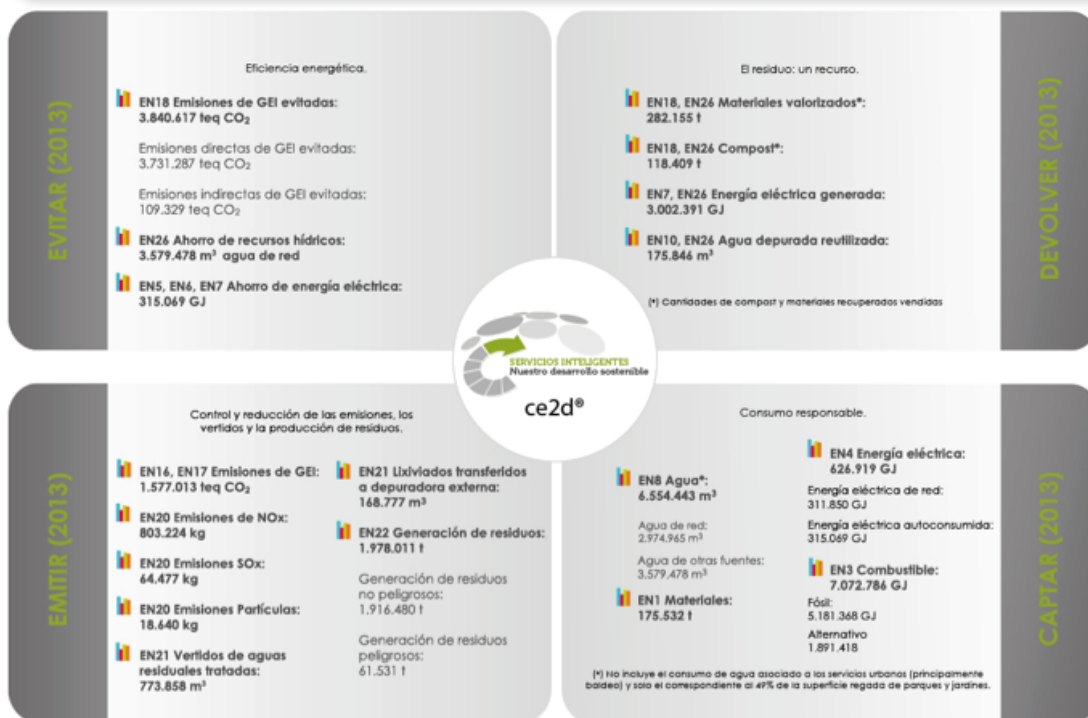 EVITAR (2013)
Eficiencia energética.
EN18 Emisiones de GEI evitadas:
3.840.617 teq CO₂
Emisiones directas de GEI evitadas:
3.731.287 teq CO₂
Emisiones indirectas de GEI evitadas:
109.329 teq CO₂
EN26 Ahorro de recursos hídricos:
3.579.478 m³ agua de red
EN5, EN6, EN7 Ahorro de energía eléctrica:
315.069 GJ
DEVOLVER (2013)
El residuo: un recurso.
EN18, EN26 Materiales valorizados*:
282.155 t
EN18, EN26 Compost*:
118.409 t
EN7, EN26 Energía eléctrica generada:
3.002.391 GJ
EN10, EN26 Agua depurada reutilizada:
175.846 m³
(*) Cantidades de compost y materiales recuperados vendidas
SERVICIOS INTELIGENTES
Nuestro desarrollo sostenible
ce2d®
EMITIR (2013)
Control y reducción de las emisiones, los
vertidos y la producción de residuos.
EN16, EN17 Emisiones de GEI:
1.577.013 teq CO₂
EN20 Emisiones de NOx:
803.224 kg
EN20 Emisiones SOx:
64.477 kg
EN20 Emisiones Partículas:
18.640 kg
EN21 Vertidos de aguas
residuales tratadas:
773.858 m³
EN21 Lixiviados transferidos
a depuradora externa:
168.777 m³
EN22 Generación de residuos:
1.978.011 t
Generación de residuos
no peligrosos:
1.916.480 t
Generación de residuos
peligrosos:
61.531 t
CAPTAR (2013)
Consumo responsable.
EN8 Agua*:
6.554.443 m³
Agua de red:
2.974.965 m³
Agua de otras fuentes:
3.579.478 m³
EN1 Materiales:
175.532 t
EN4 Energía eléctrica:
626.919 GJ
Energía eléctrica de red:
311.850 GJ
Energía eléctrica autoconsumida:
315.069 GJ
EN3 Combustible:
7.072.786 GJ
Fósil:
5.181.368 GJ
Alternativo
1.891.418
(*) No incluye el consumo de agua asociado a los servicios urbanos (principalmente
baldeo) y solo el correspondiente al 49% de la superficie regada de parques y jardines.